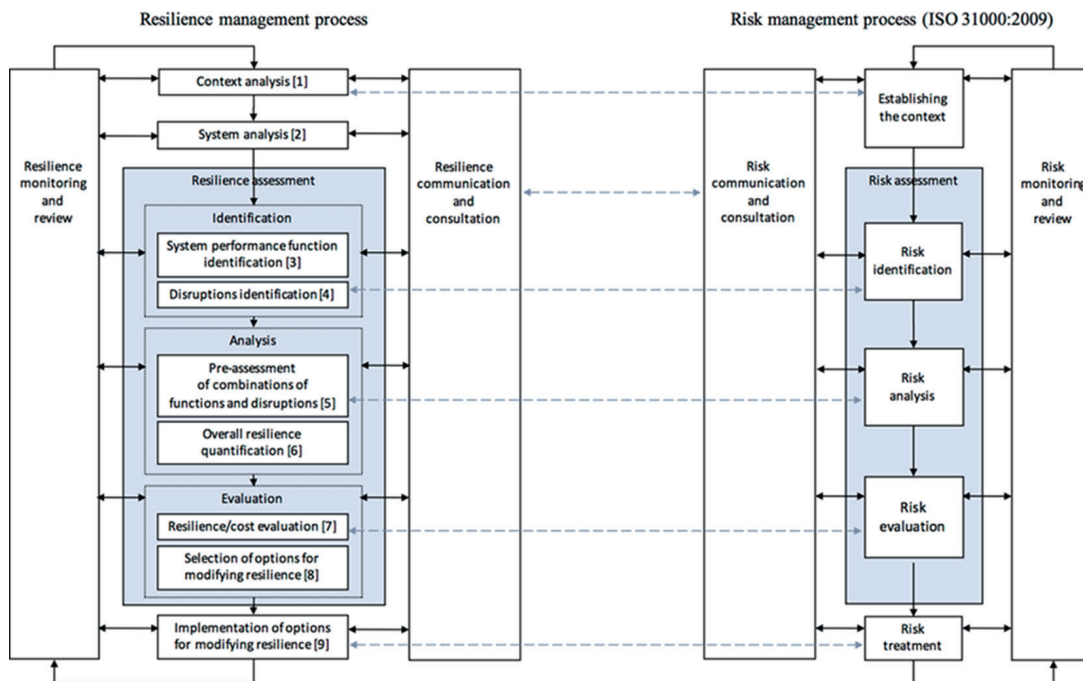 Resilience management process
Risk management process (ISO 31000:2009)
Context analysis [1]
System analysis [2]
Resilience
monitoring
and
review
Resilience assessment
Identification
System performance function
identification [3]
Disruptions identification [4]
Analysis
Pre-assessment
of combinations of
functions and disruptions [5]
Overall resilience
quantification [6]
Evaluation
Resilience/cost evaluation [7]
Selection of options for
modifying resilience [8]
Implementation of options
for modifying resilience [9]
Resilience
communication
and
consultation
Risk
communication
and
consultation
Establishing
the context
Risk assessment
Risk
identification
Risk
analysis
Risk
evaluation
Risk
treatment
Risk
monitoring
and
review